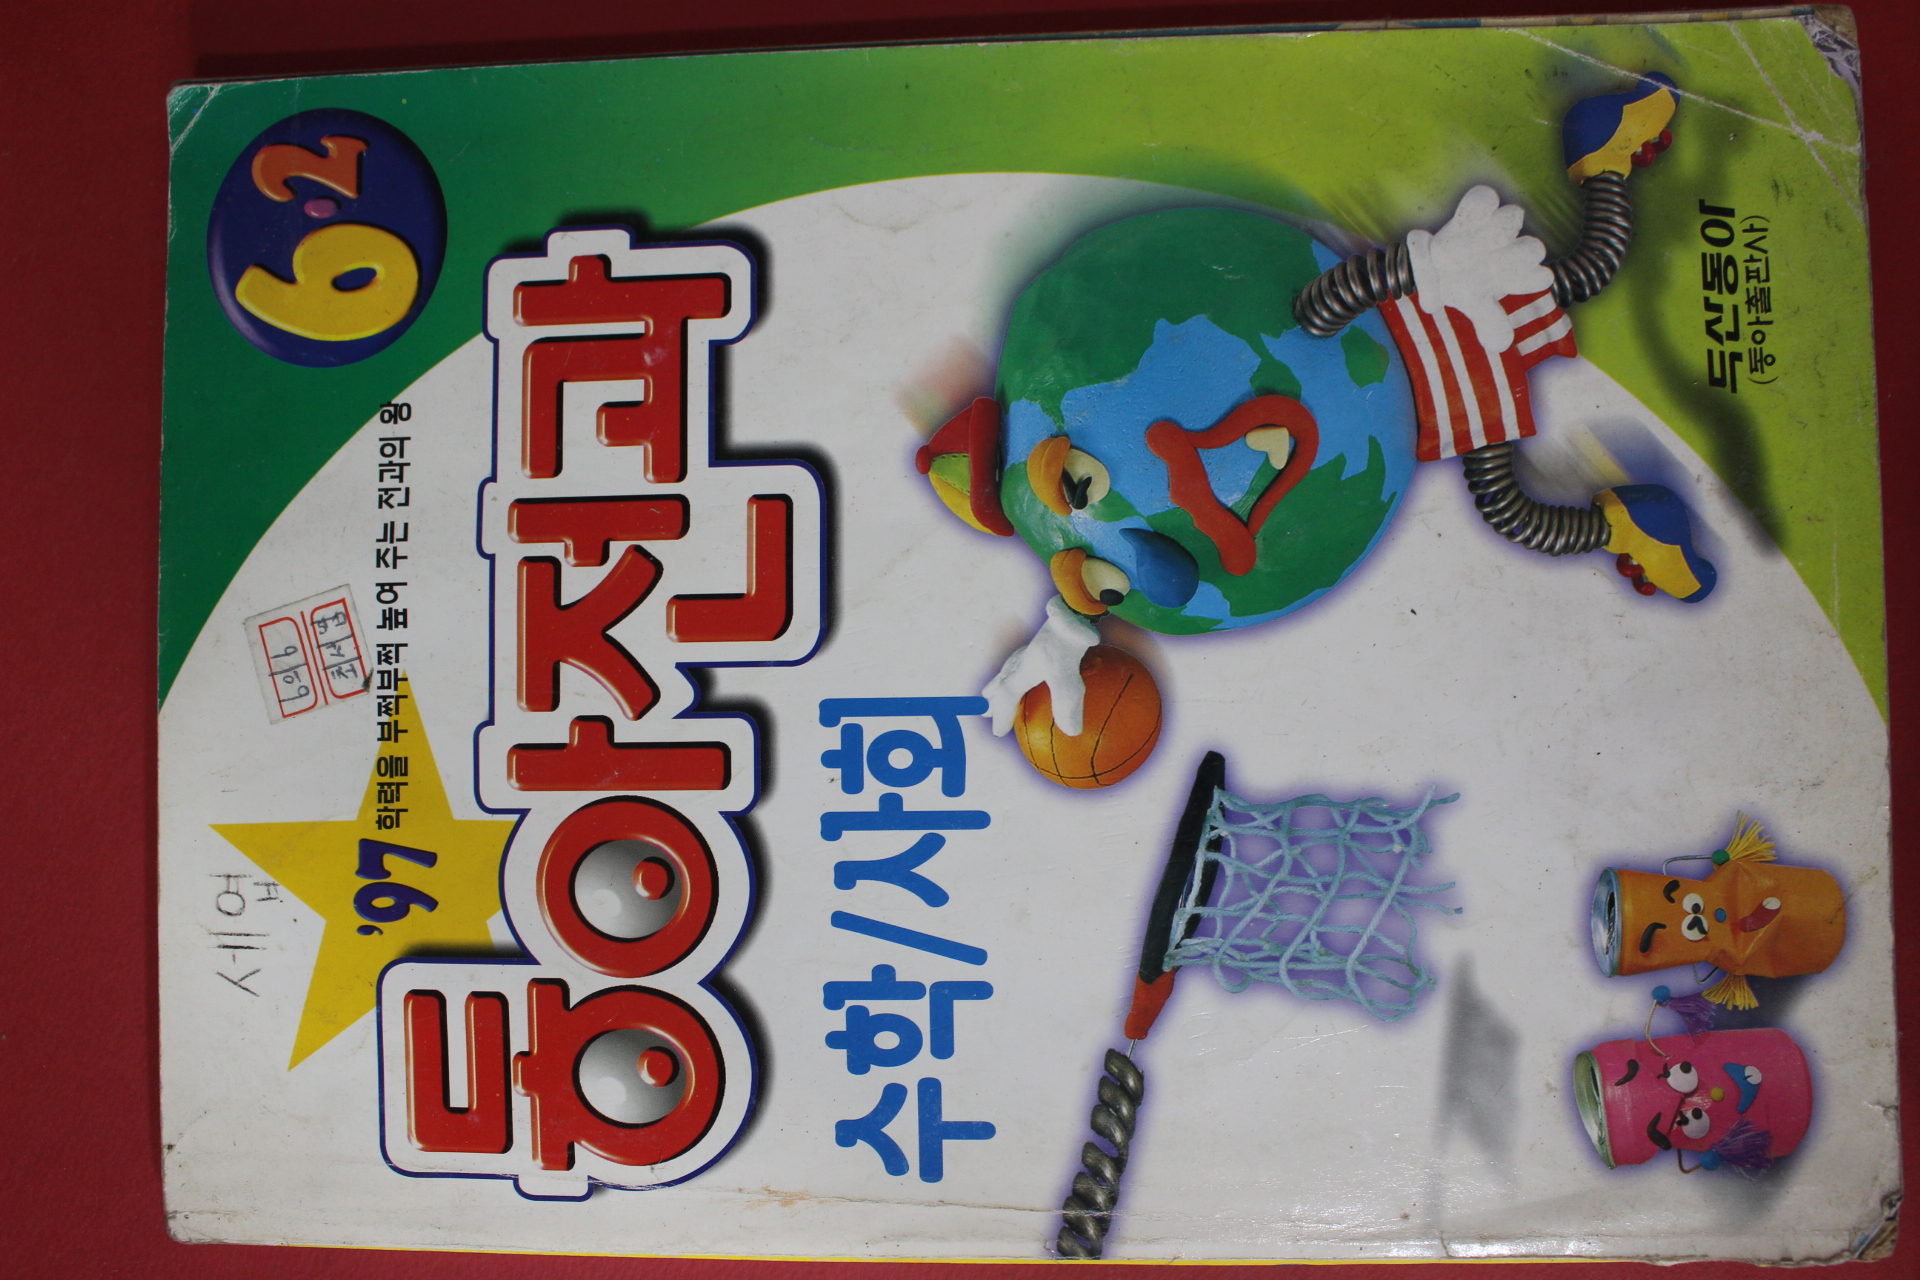 6·2
'97 학력을 부쩍부쩍 높여 주는 전과의 왕
동아전과
수학/사회
두산동아
(동아출판사)